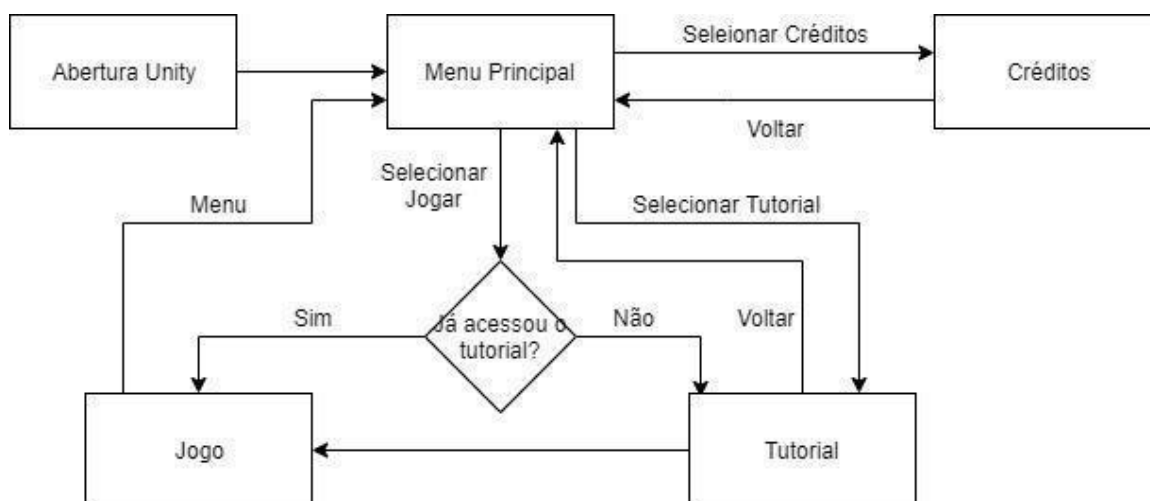 Abertura Unity
Menu Principal
Seleionar Créditos
Créditos
Voltar
Selecionar
Jogar
Menu
Selecionar Tutorial
Sim
Já acessou o
tutorial?
Não
Voltar
Jogo
Tutorial